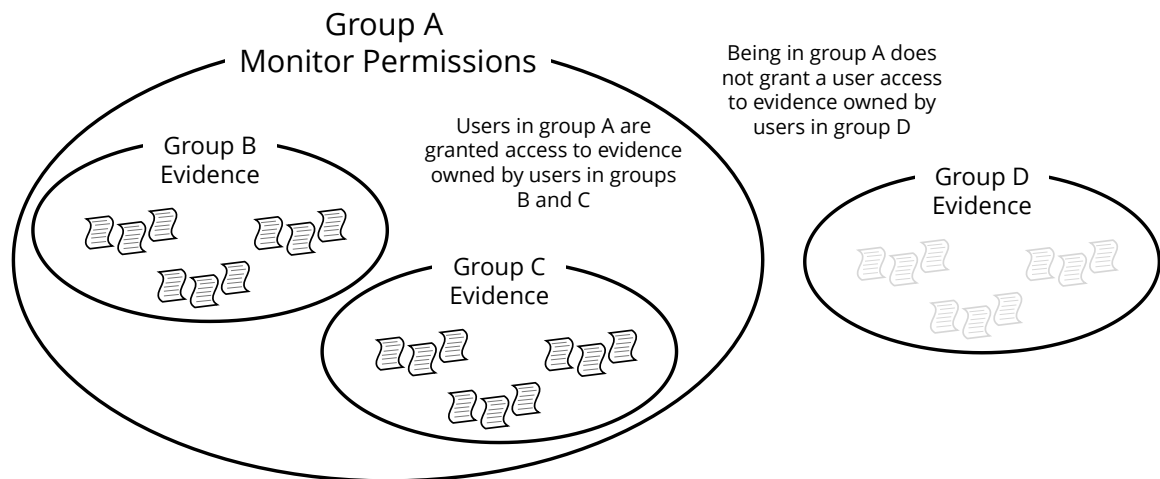 Group A
Monitor Permissions
Being in group A does
not grant a user access
to evidence owned by
users in group D
Users in group A are
granted access to evidence
owned by users in groups
B and C
Group B
Evidence
Group D
Evidence
Group C
Evidence